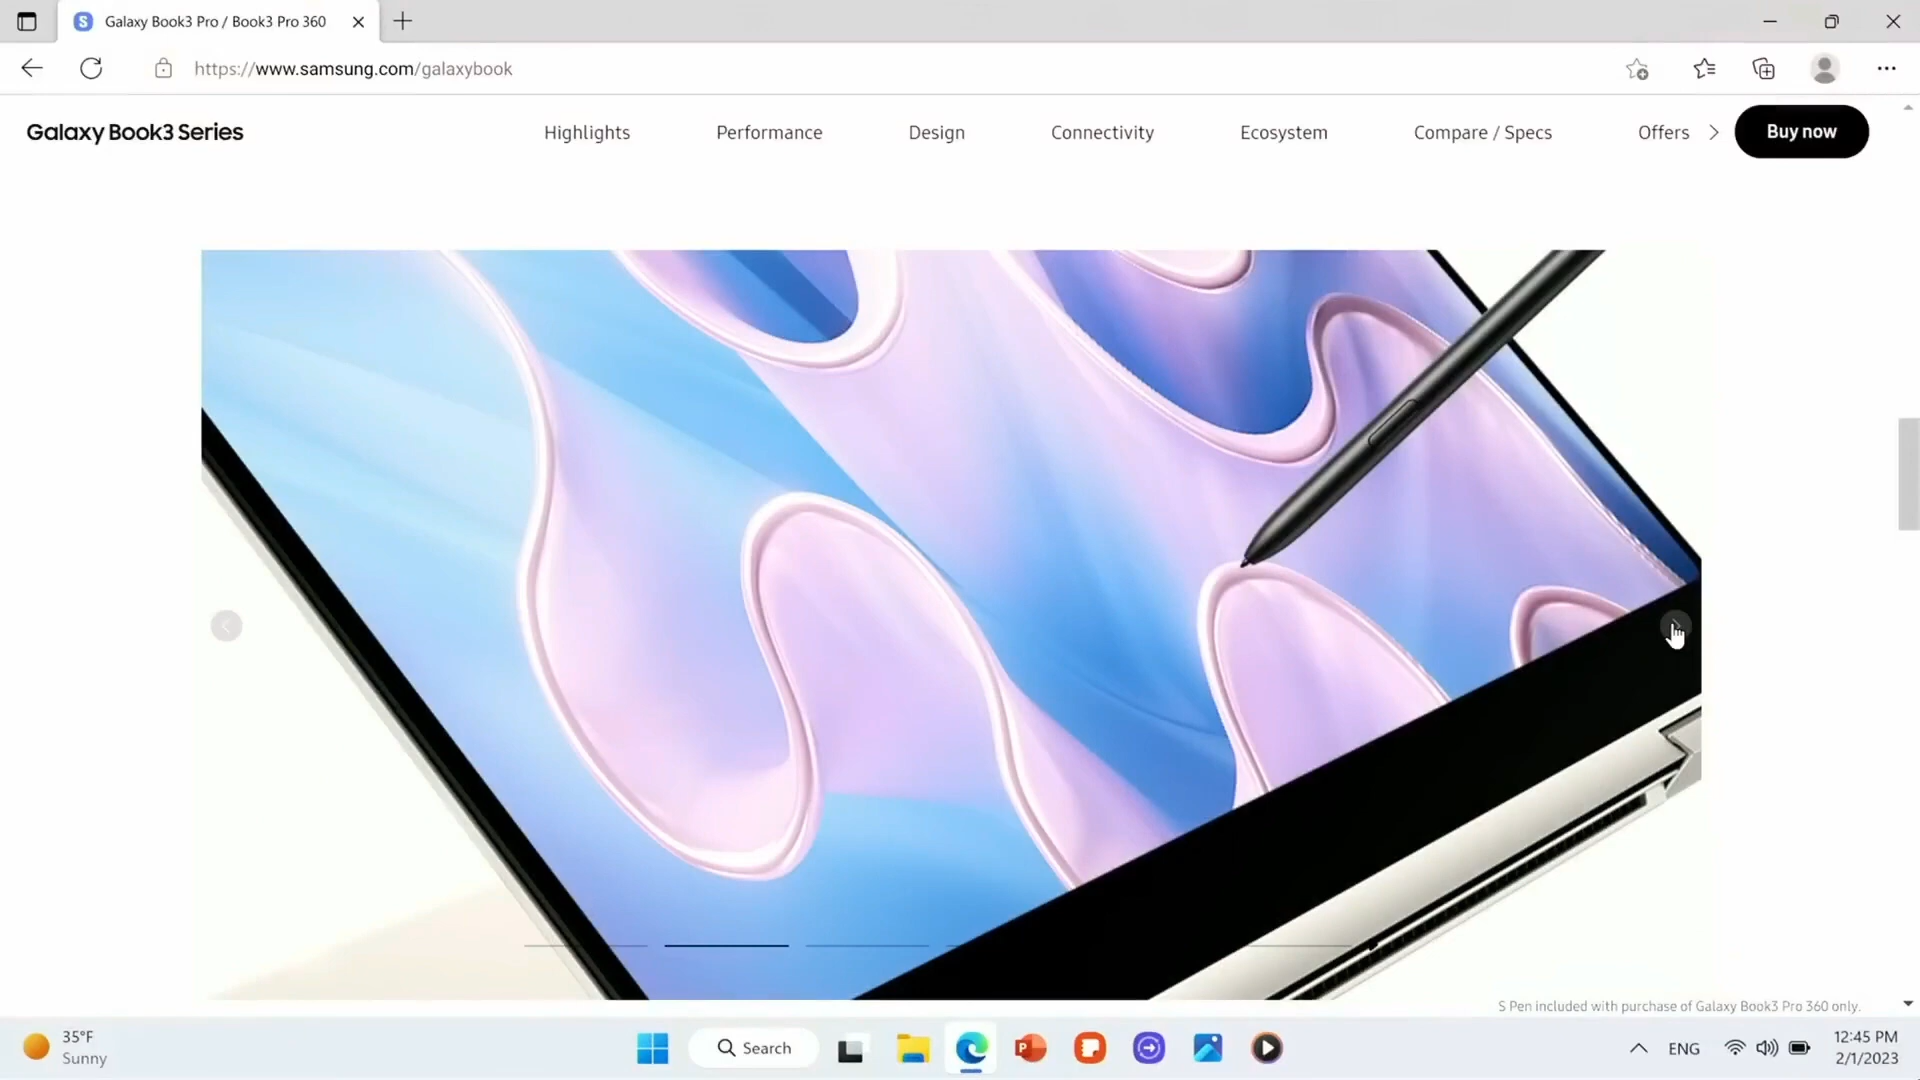 Galaxy Book3 Pro / Book3 Pro 360
https://www.samsung.com/galaxybook
Galaxy Book3 Series
Highlights
Performance
Design
Connectivity
Ecosystem
Compare / Specs
Offers
Buy now
S Pen included with purchase of Galaxy Book3 Pro 360 only.
35°F
Sunny
Search
ENG
12:45 PM
2/1/2023